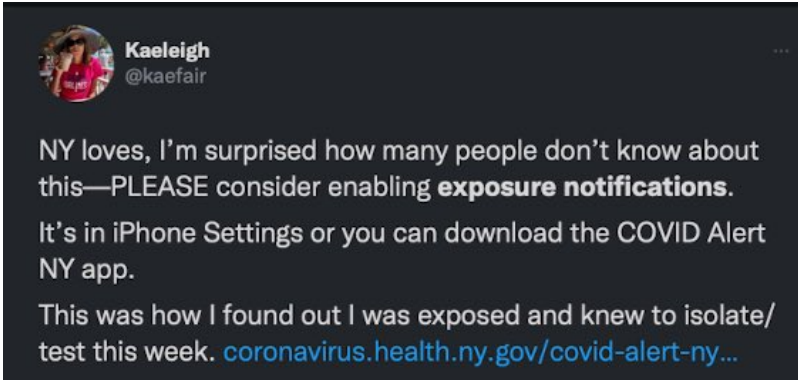 Kaeleigh
@kaefair
NY loves, I’m surprised how many people don’t know about
this—PLEASE consider enabling exposure notifications.
It’s in iPhone Settings or you can download the COVID Alert
NY app.
This was how I found out I was exposed and knew to isolate/
test this week. coronavirus.health.ny.gov/covid-alert-ny...